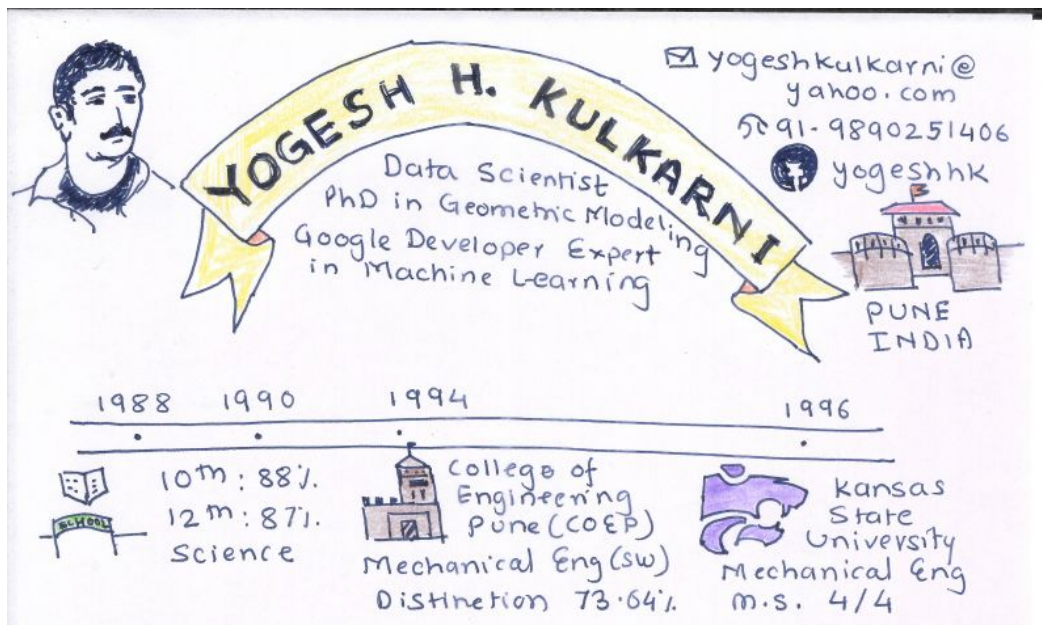 YOGESH H. KULKARNI
Data Scientist
PhD in Geometric Modeling
Google Developer Expert
in Machine Learning
yogeshkulkarni@
yahoo.com
91-9890251406
yogeshhk
PUNE
INDIA
1988 1990 1994 1996
SCHOOL
10th : 88%.
12th : 87%.
Science
College of
Engineering
Pune (COEP)
Mechanical Eng (SW)
Distinction 73.64%.
Kansas
State
University
Mechanical Eng
M.S. 4/4